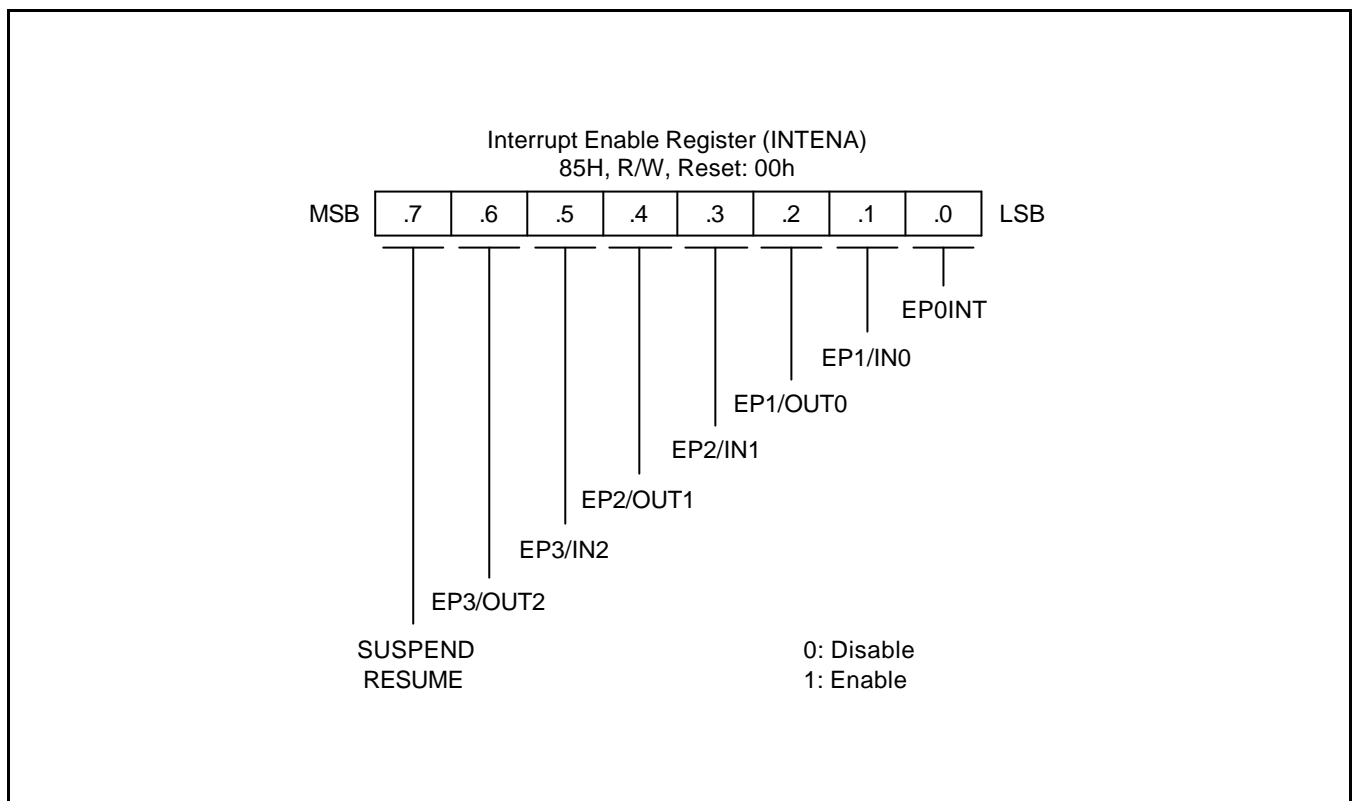 Interrupt Enable Register (INTENA)
85H, R/W, Reset: 00h
MSB .7 .6 .5 .4 .3 .2 .1 .0 LSB
EP0INT
EP1/IN0
EP1/OUT0
EP2/IN1
EP2/OUT1
EP3/IN2
EP3/OUT2
SUSPEND 0: Disable
RESUME 1: Enable